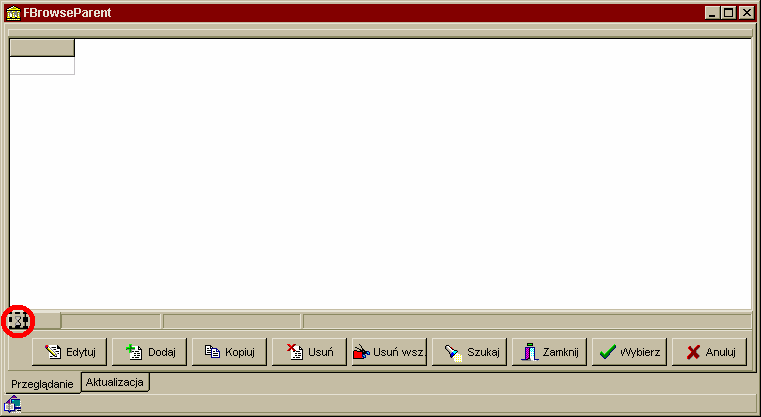 FBrowseParent
Edytuj Dodaj Kopiuj Usuń Usuń wsz. Szukaj Zamknij Wybierz Anuluj
Przeglądanie Aktualizacja